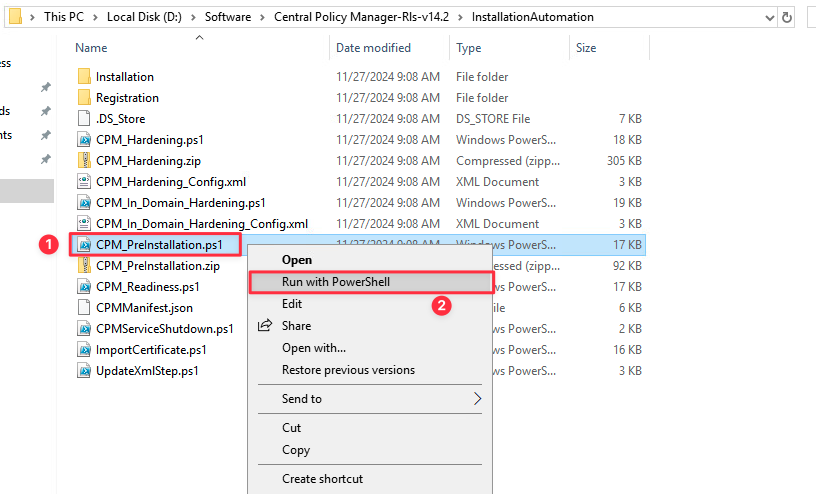 This PC > Local Disk (D:) > Software > Central Policy Manager-Rls-v14.2 > InstallationAutomation
Name Date modified Type Size
ess
ds
nts
Installation 11/27/2024 9:08 AM File folder
Registration 11/27/2024 9:08 AM File folder
.DS_Store 11/27/2024 9:08 AM DS_STORE File 7 KB
CPM_Hardening.ps1 11/27/2024 9:08 AM Windows PowerS... 18 KB
CPM_Hardening.zip 11/27/2024 9:08 AM Compressed (zipp... 305 KB
CPM_Hardening_Config.xml 11/27/2024 9:08 AM XML Document 3 KB
CPM_In_Domain_Hardening.ps1 11/27/2024 9:08 AM Windows PowerS... 19 KB
CPM_In_Domain_Hardening_Config.xml 11/27/2024 9:08 AM XML Document 3 KB
1 CPM_PreInstallation.ps1 11/27/2024 9:08 AM Windows PowerS... 17 KB
CPM_PreInstallation.zip ressed (zipp... 92 KB
CPM_Readiness.ps1 ows PowerS... 17 KB
CPMManifest.json File 6 KB
CPMServiceShutdown.ps1 ows PowerS... 2 KB
ImportCertificate.ps1 ows PowerS... 16 KB
UpdateXmlStep.ps1 ows PowerS... 3 KB
Open
Run with PowerShell
2
Edit
Share
Open with...
Restore previous versions
Send to
Cut
Copy
Create shortcut